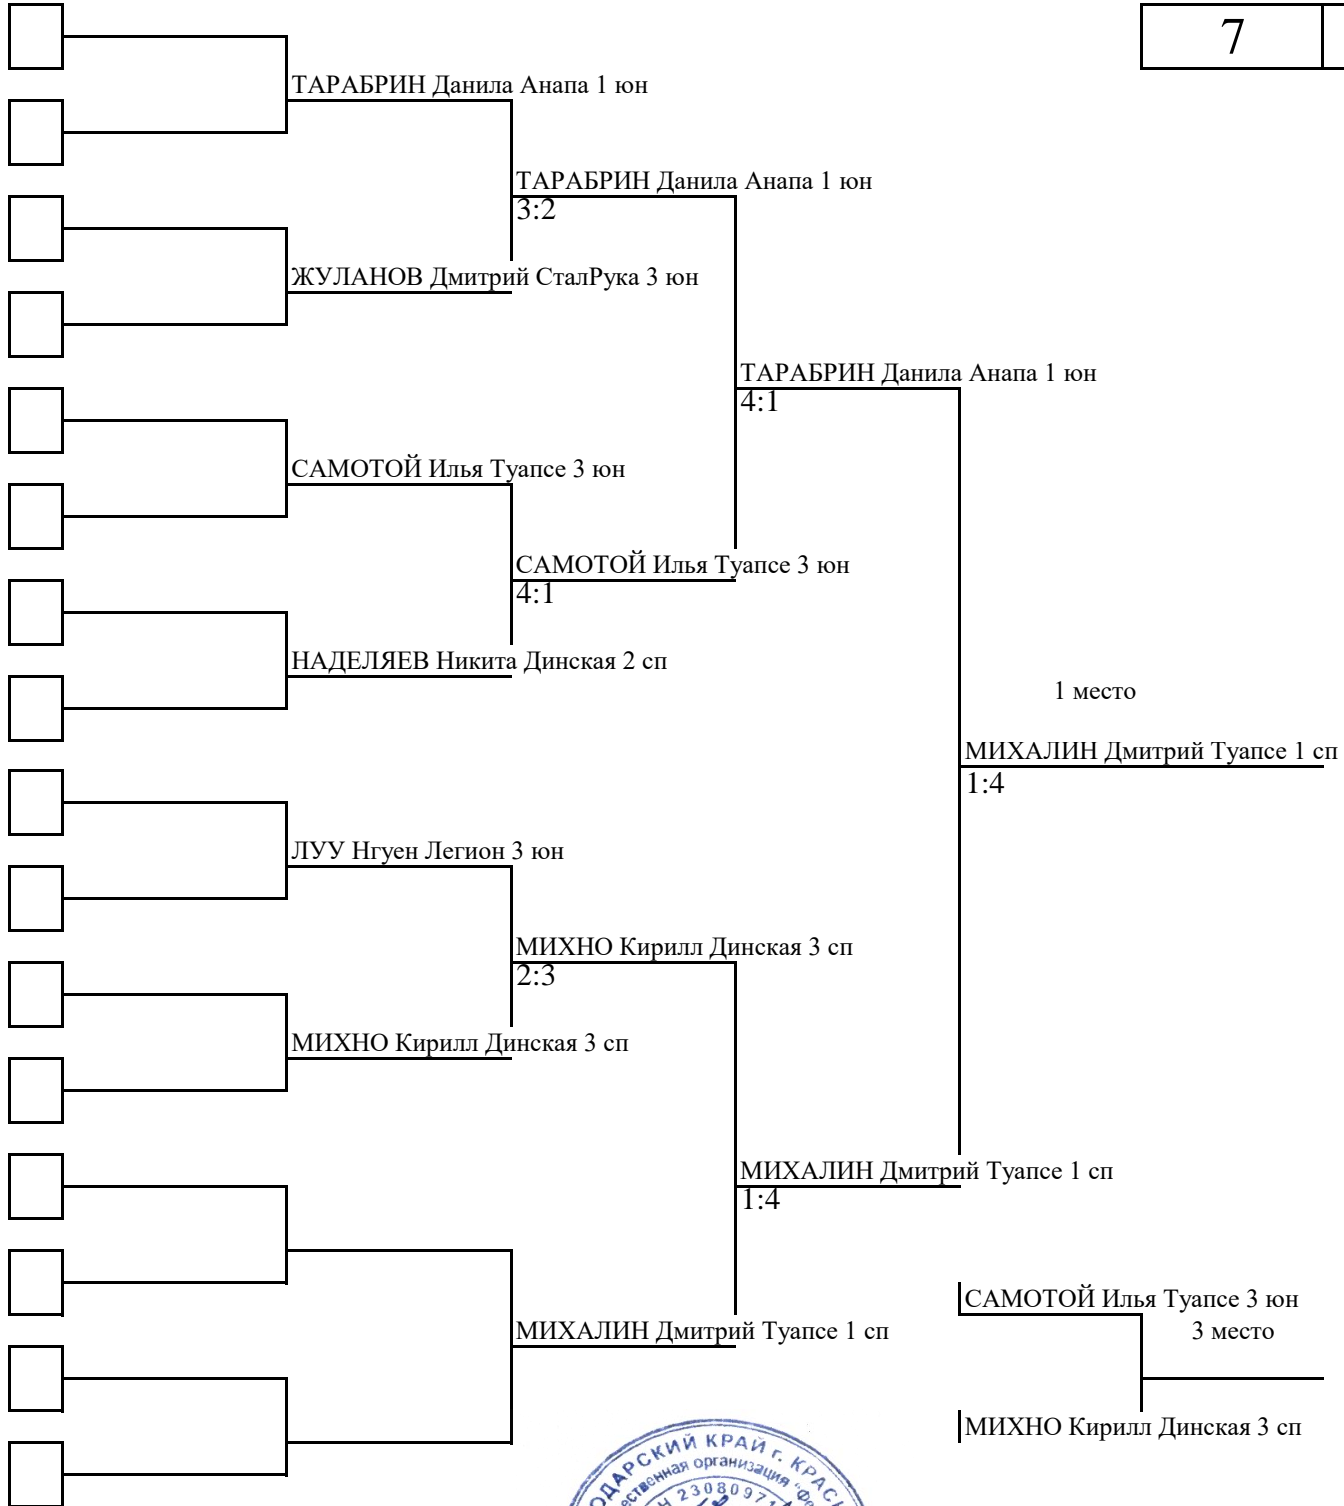 7
ТАРАБРИН Данила Анапа 1 юн
ТАРАБРИН Данила Анапа 1 юн
3:2
ЖУЛАНОВ Дмитрий СталРука 3 юн
ТАРАБРИН Данила Анапа 1 юн
4:1
САМОТОЙ Илья Туапсе 3 юн
САМОТОЙ Илья Туапсе 3 юн
4:1
НАДЕЛЯЕВ Никита Динская 2 сп
1 место
МИХАЛИН Дмитрий Туапсе 1 сп
1:4
ЛУУ Нгуен Легион 3 юн
МИХНО Кирилл Динская 3 сп
2:3
МИХНО Кирилл Динская 3 сп
МИХАЛИН Дмитрий Туапсе 1 сп
1:4
САМОТОЙ Илья Туапсе 3 юн
МИХАЛИН Дмитрий Туапсе 1 сп
3 место
МИХНО Кирилл Динская 3 сп
КРАЙ г.
организация